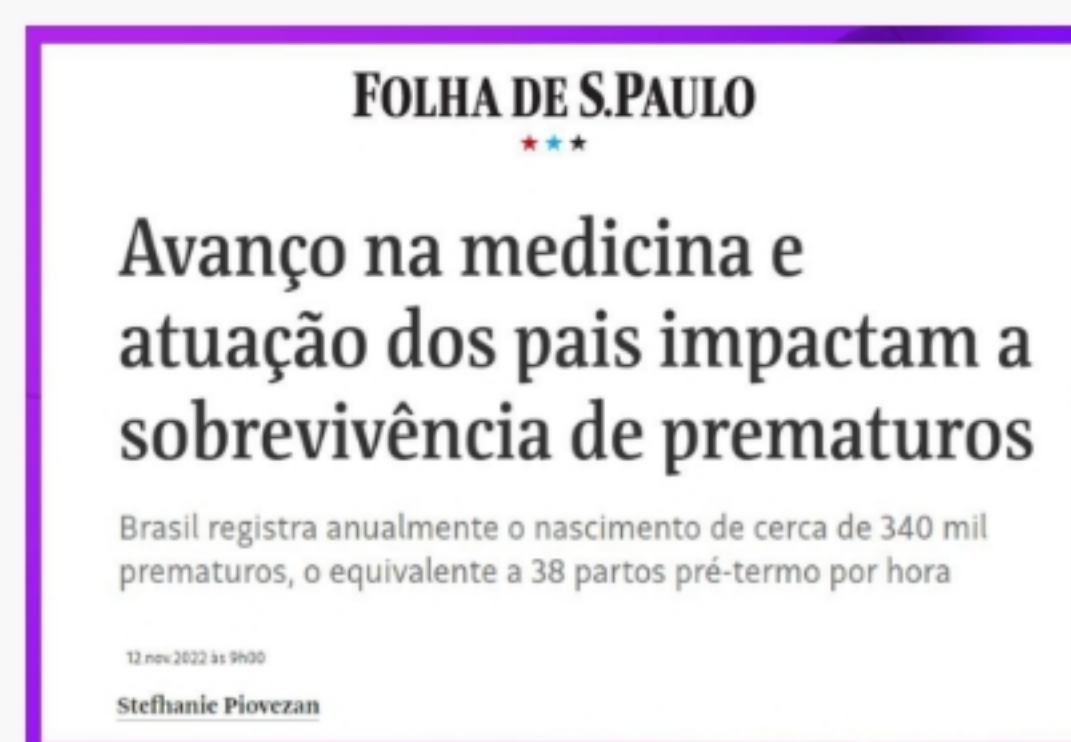 FOLHA DE S.PAULO
Avanço na medicina e
atuação dos pais impactam a
sobrevivência de prematuros
Brasil registra anualmente o nascimento de cerca de 340 mil
prematuros, o equivalente a 38 partos pré-termo por hora
12.nov.2022 às 9h00
Stefhanie Piovezan